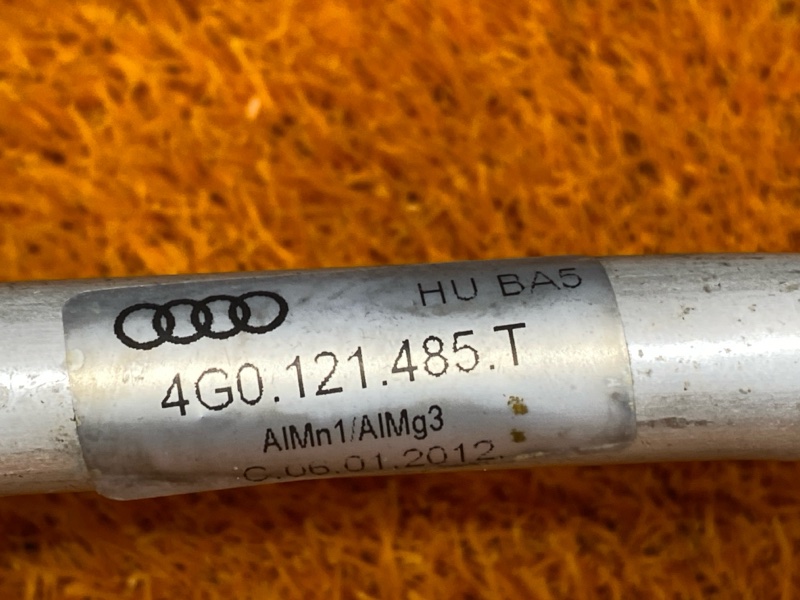 HU BA5
4G0.121.485.T
AlMn1/AlMg3
C.06.01.2012.